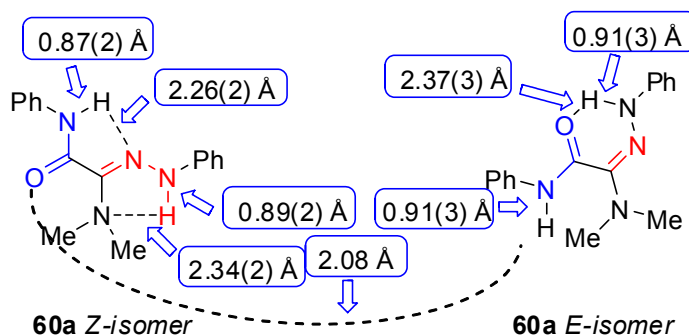 0.87(2) Å
0.91(3) Å
2.26(2) Å
2.37(3) Å
Ph
H
N
O
N
N
Ph
H
N
Me
Me
0.89(2) Å
2.34(2) Å
2.08 Å
H
N
Ph
O
N
Ph
N
H
N
Me
Me
0.91(3) Å
60a Z-isomer
60a E-isomer